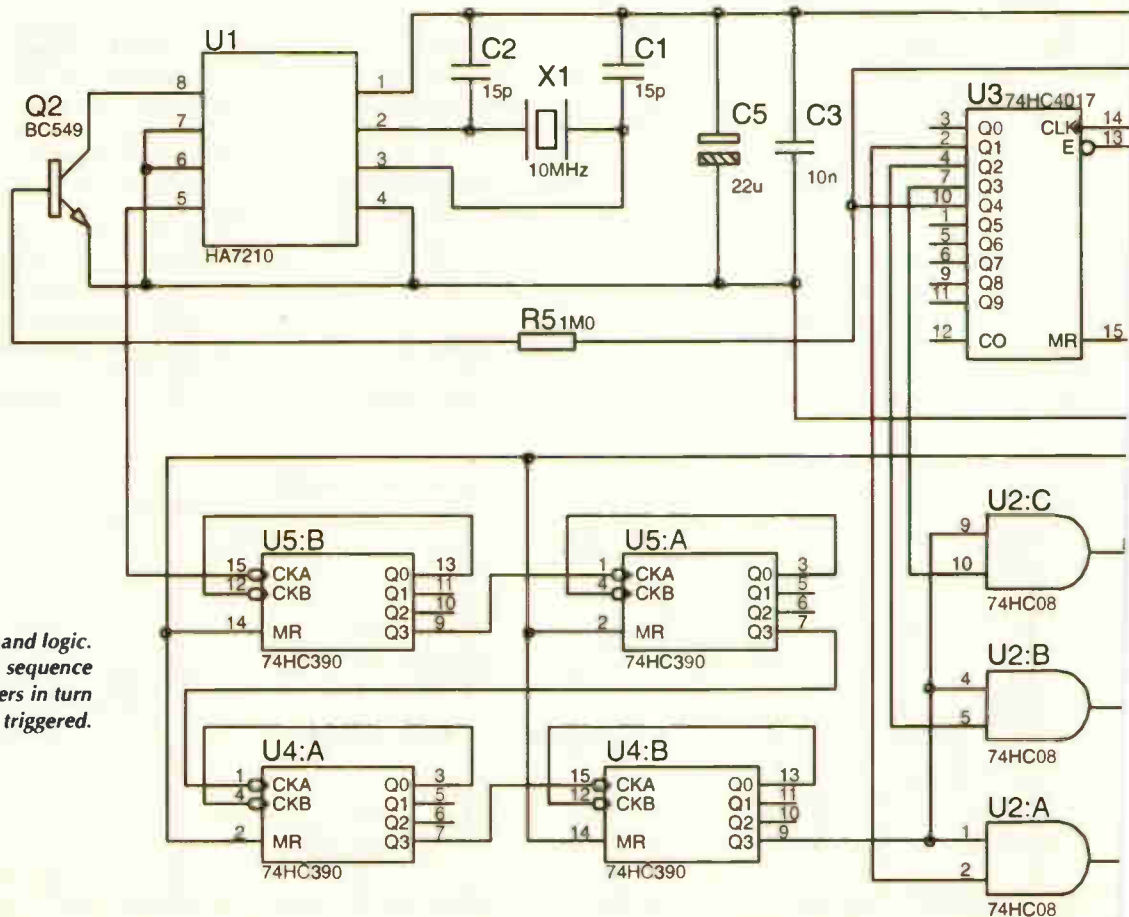 U1
8
7
6
5
1
2
3
4
HA7210
Q2
BC549
C2
15p
X1
10MHz
C1
15p
C5
22u
C3
10n
R5 1M0
U3 74HC4017
3 Q0 CLK 14
2 Q1 E 13
4 Q2
7 Q3
10 Q4
1 Q5
5 Q6
6 Q7
9 Q8
11 Q9
12 CO MR 15
U5:B
15 CKA Q0 13
12 CKB Q1 11
Q2 10
14 MR Q3 9
74HC390
U5:A
1 CKA Q0 3
4 CKB Q1 5
Q2 6
2 MR Q3 7
74HC390
U2:C
9
10
74HC08
U2:B
4
5
74HC08
and logic.
sequence
ers in turn
triggered.
U4:A
1 CKA Q0 3
4 CKB Q1 5
Q2 6
2 MR Q3 7
74HC390
U4:B
15 CKA Q0 13
12 CKB Q1 11
Q2 10
14 MR Q3 9
74HC390
U2:A
1
2
74HC08